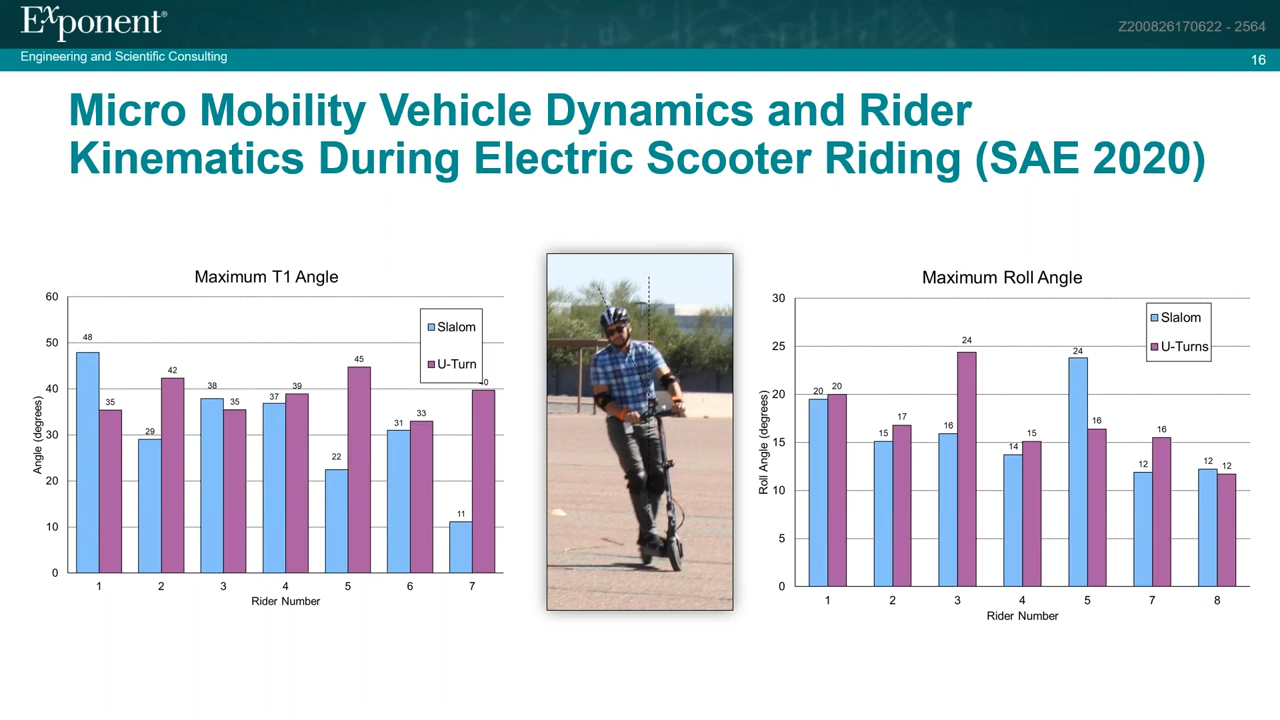 Exponent®
Z200826170622 - 2564
Engineering and Scientific Consulting
16
Micro Mobility Vehicle Dynamics and Rider
Kinematics During Electric Scooter Riding (SAE 2020)
Maximum T1 Angle
Angle (degrees)
60
50
40
30
20
10
0
48
35
29
42
38
35
37
39
22
45
31
33
11
Slalom
U-Turn
1 2 3 4 5 6 7
Rider Number
Maximum Roll Angle
Roll Angle (degrees)
30
25
20
15
10
5
0
20
20
15
17
16
24
14
15
24
16
12
16
12
12
Slalom
U-Turns
1 2 3 4 5 7 8
Rider Number